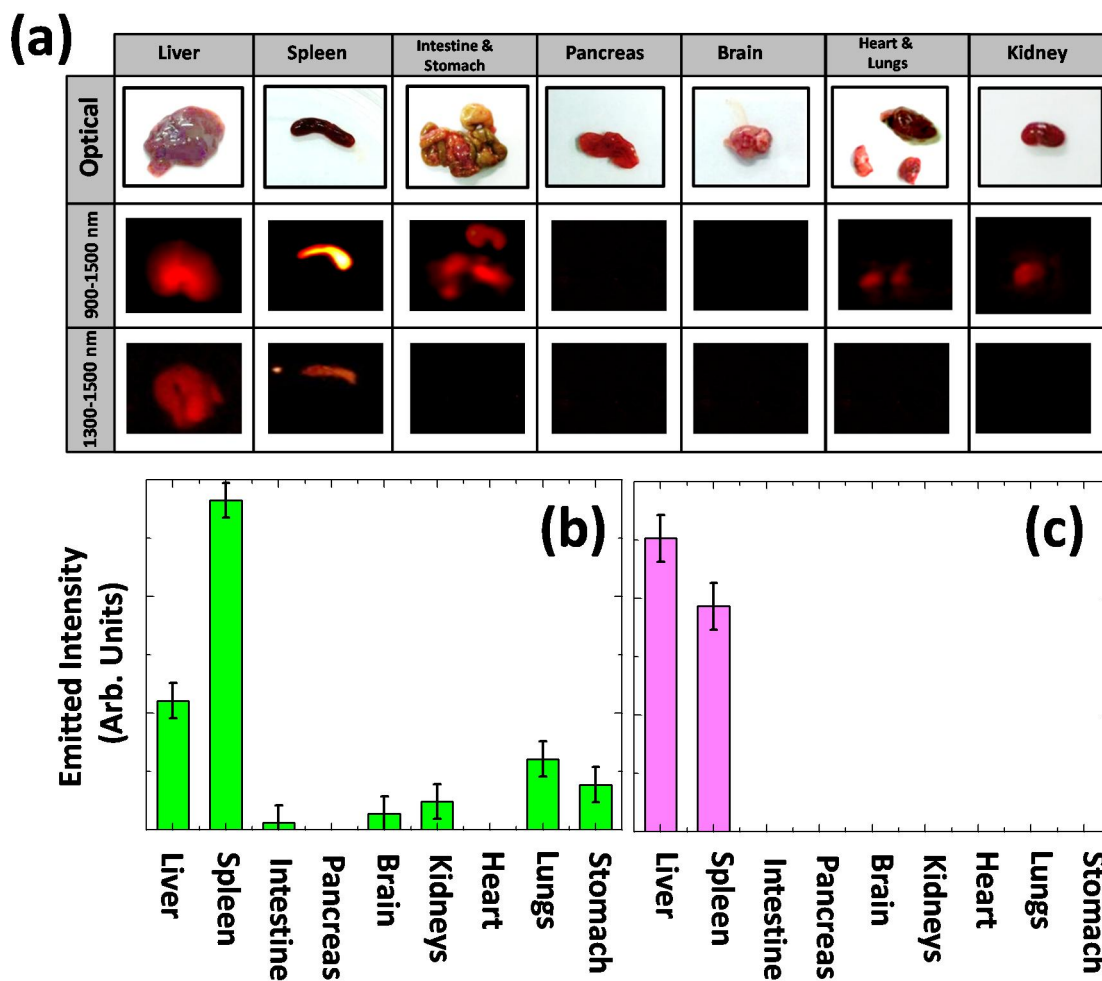 (a)
Liver
Spleen
Intestine &
Stomach
Pancreas
Brain
Heart &
Lungs
Kidney
Optical
900-1500 nm
1300-1500 nm
Emitted Intensity
(Arb. Units)
(b)
Liver
Spleen
Intestine
Pancreas
Brain
Kidneys
Heart
Lungs
Stomach
(c)
Liver
Spleen
Intestine
Pancreas
Brain
Kidney
Heart
Lungs
Stomach